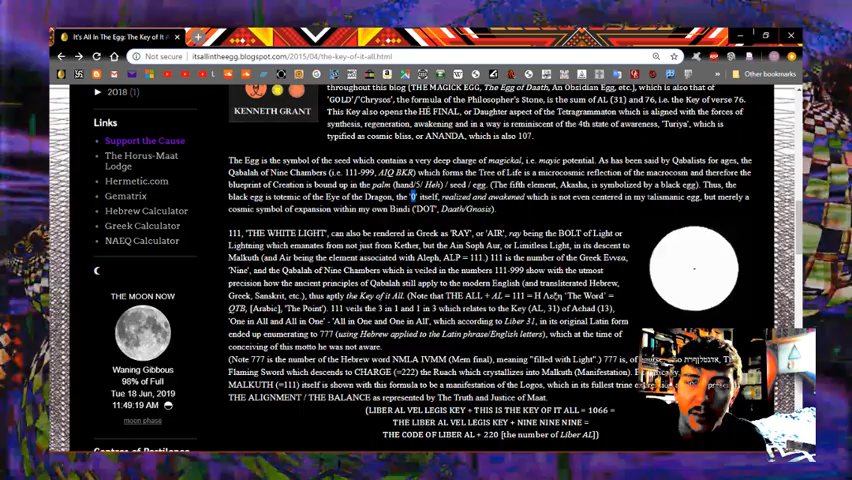 It's All In The Egg: The Key of It A
Not secure | itsallintheegg.blogspot.com/2015/04/the-key-of-it-all.html
throughout this blog (THE MAGICK EGG, The Egg of Daath, An Obsidian Egg, etc.), which is also that of
► 2018 (1)
'GOLD'/'Chrysos', the formula of the Philosopher's Stone, is the sum of AL (31) and 76, i.e. the Key of verse 76.
KENNETH GRANT
This Key also opens the HÉ FINAL, or Daughter aspect of the Tetragrammaton which is aligned with the forces of
synthesis, regeneration, awakening and in a way is reminiscent of the 4th state of awareness, 'Turiya', which is
Links
typified as cosmic bliss, or ANANDA, which is also 107.
Support the Cause
The Horus-Maat
Lodge
Hermetic.com
Gematrix
Hebrew Calculator
Greek Calculator
NAEQ Calculator
The Egg is the symbol of the seed which contains a very deep charge of magickal, i.e. mayic potential. As has been said by Qabalists for ages, the
Qabalah of Nine Chambers (i.e. 111-999, AIQ BKR) which forms the Tree of Life is a microcosmic reflection of the macrocosm and therefore the
blueprint of Creation is bound up in the palm (hand/5/ Heh) / seed / egg. (The fifth element, Akasha, is symbolized by a black egg). Thus, the
black egg is totemic of the Eye of the Dragon, the '0' itself, realized and awakened which is not even centered in my talismanic egg, but merely a
cosmic symbol of expansion within my own Bindi ('DOT', Daath/Gnosis).
111, 'THE WHITE LIGHT', can also be rendered in Greek as 'RAY', or 'AIR', ray being the BOLT of Light or
Lightning which emanates from not just from Kether, but the Ain Soph Aur, or Limitless Light, in its descent to
Malkuth (and Air being the element associated with Aleph, ALP = 111.) 111 is the number of the Greek Εννεα,
'Nine', and the Qabalah of Nine Chambers which is veiled in the numbers 111-999 show with the utmost
precision how the ancient principles of Qabalah still apply to the modern English (and transliterated Hebrew,
Greek, Sanskrit, etc.), thus aptly the Key of it All. (Note that THE ALL + AL = 111 = Η Λεξη 'The Word' =
QTB, [Arabic], 'The Point'). 111 veils the 3 in 1 and 1 in 3 which relates to the Key (AL, 31) of Achad (13),
'One in All and All in One' - 'All in One and One in All', which according to Liber 31, in its original Latin form
ended up enumerating to 777 (using Hebrew applied to the Latin phrase/English letters), which at the time of
conceiving of this motto he was not aware.
(Note 777 is the number of the Hebrew word NMLA IVMM (Mem final), meaning "filled with Light".) 777 is, of
Flaming Sword which descends to CHARGE (=222) the Ruach which crystallizes into Malkuth (Manifestation).
MALKUTH (=111) itself is shown with this formula to be a manifestation of the Logos, which in its fullest trine
THE ALIGNMENT / THE BALANCE as represented by The Truth and Justice of Maat.
(LIBER AL VEL LEGIS KEY + THIS IS THE KEY OF IT ALL = 1066 =
THE LIBER AL VEL LEGIS KEY + NINE NINE NINE =
THE CODE OF LIBER AL + 220 [the number of Liber AL])
THE MOON NOW
Waning Gibbous
98% of Full
Tue 18 Jun, 2019
11:49:19 AM
moon phase